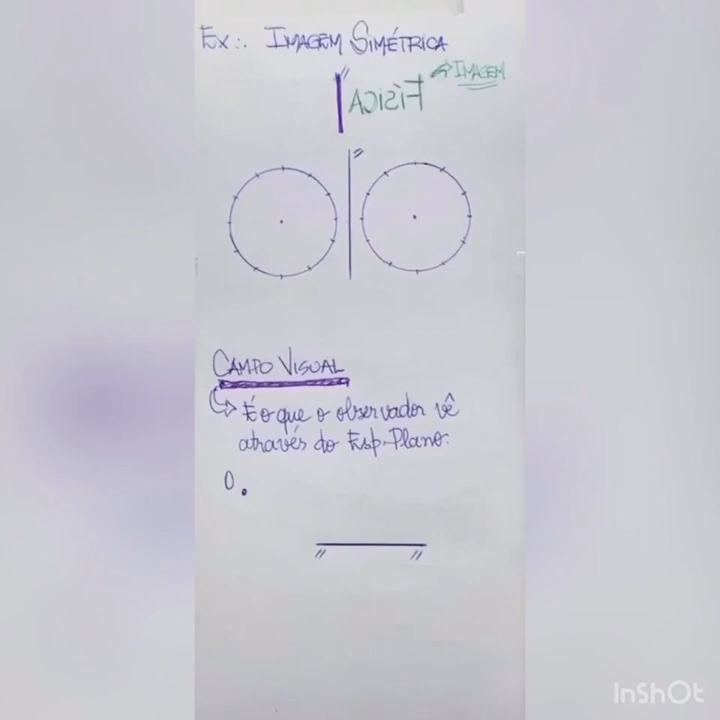 Ex.: IMAGEM SIMÉTRICA
IMAGEM
FÍSICA
CAMPO VISUAL
É o que o observador vê
através do Esp. Plano:
O.
InShOt